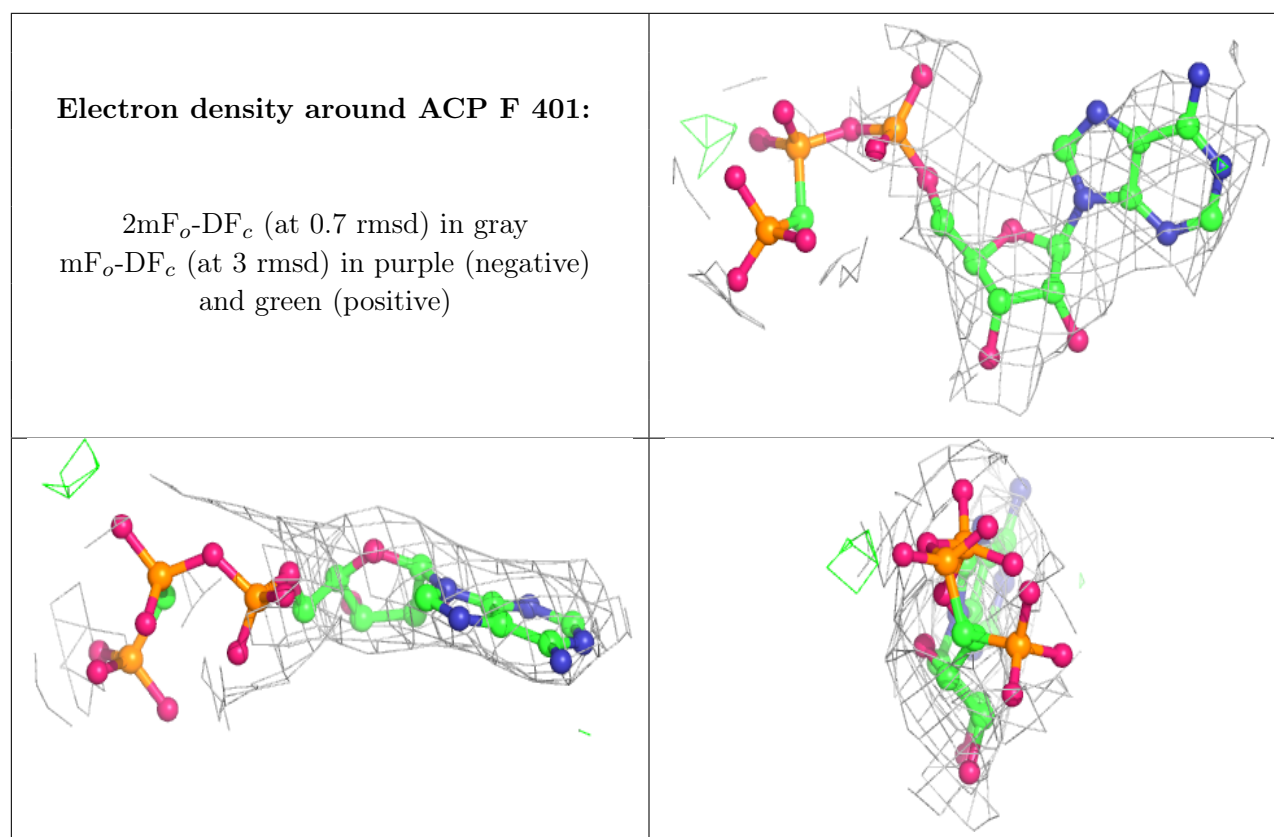 Electron density around ACP F 401:
2mFo-DFc (at 0.7 rmsd) in gray
mFo-DFc (at 3 rmsd) in purple (negative)
and green (positive)